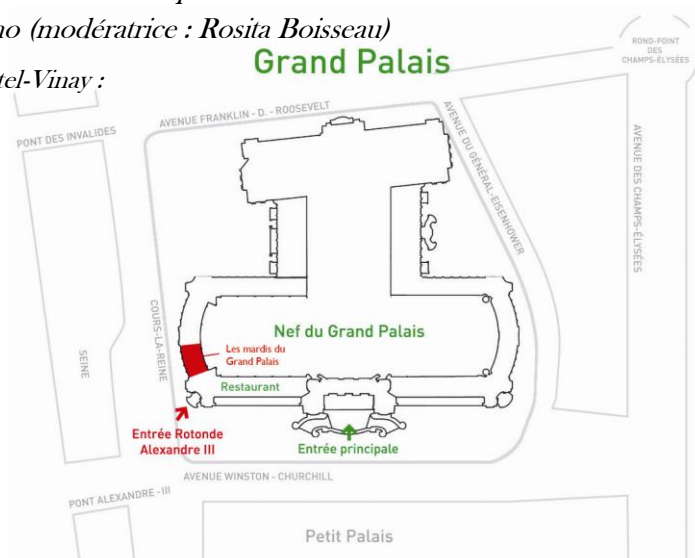 no (modératrice : Rosita Boisseau)
tel-Vinay :
Grand Palais
ROND-POINT
DES
CHAMPS-ÉLYSÉES
AVENUE FRANKLIN - D. - ROOSEVELT
PONT DES INVALIDES
AVENUE DU GÉNÉRAL-EISENHOWER
AVENUE DES CHAMPS-ÉLYSÉES
COURS-LA-REINE
SEINE
Nef du Grand Palais
Les mardis du
Grand Palais
Restaurant
Entrée Rotonde
Alexandre III
Entrée principale
AVENUE WINSTON - CHURCHILL
PONT ALEXANDRE - III
Petit Palais